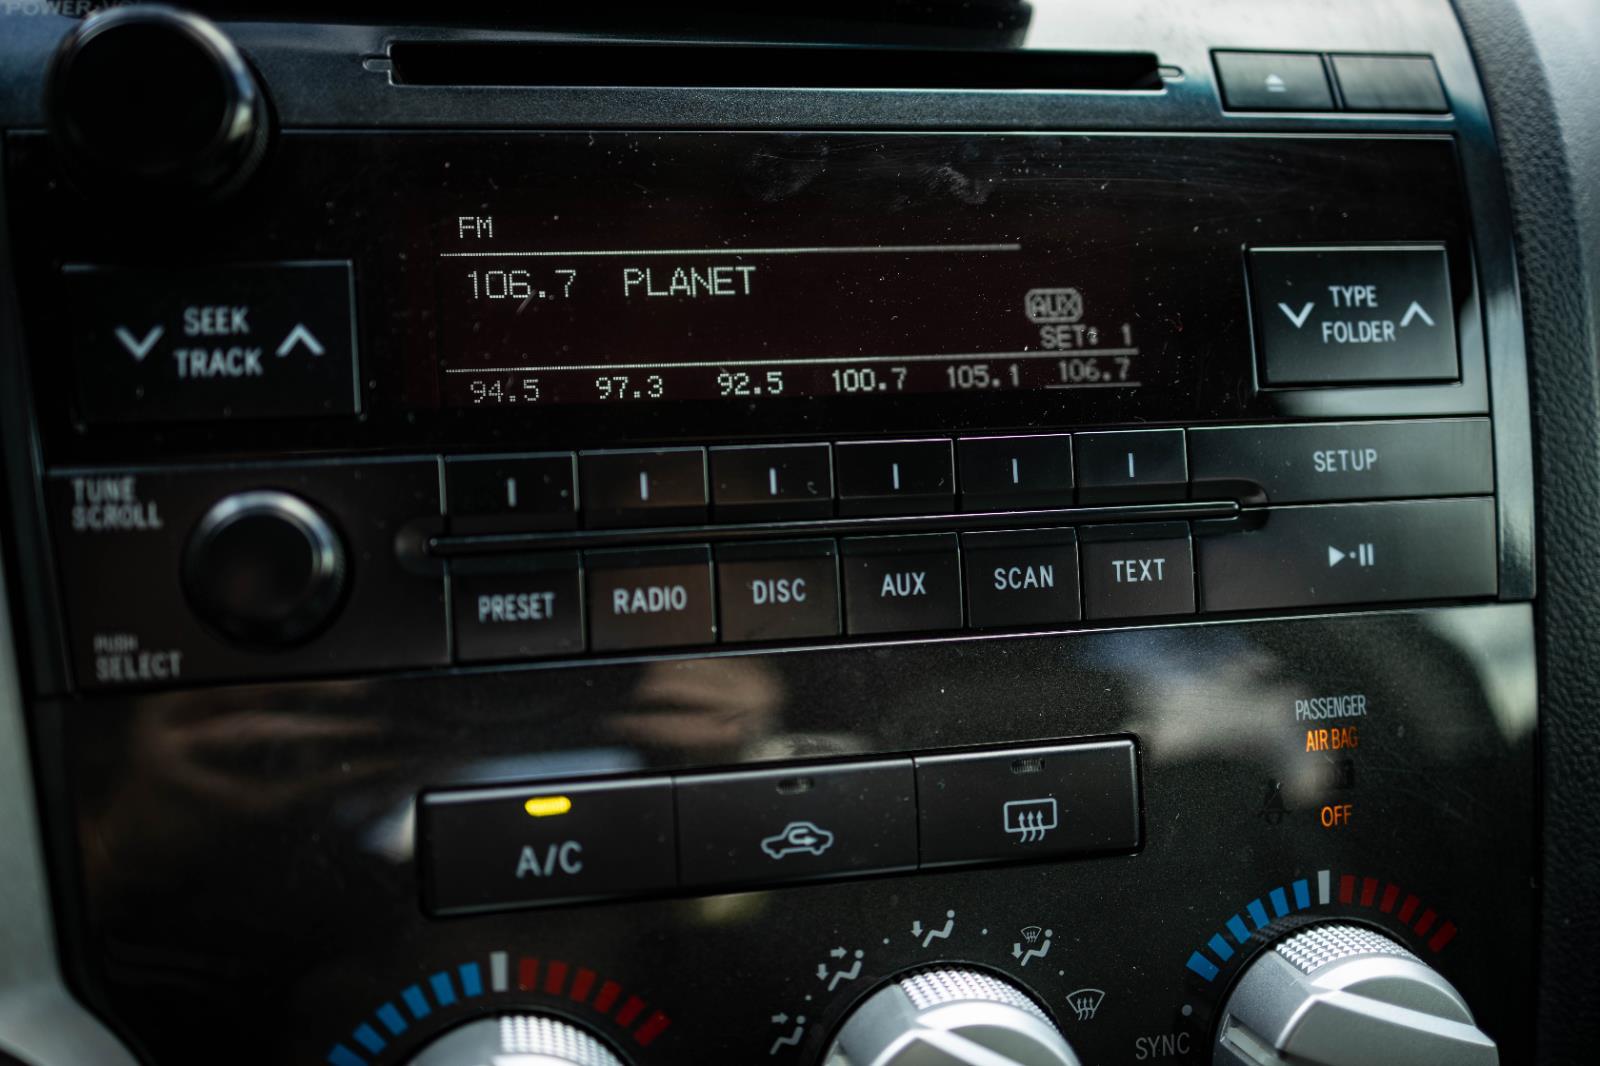 POWER
FM
106.7 PLANET
AUX
SET: 1
94.5 97.3 92.5 100.7 105.1 106.7
SEEK
TRACK
TYPE
FOLDER
TUNE
SCROLL
PUSH
SELECT
SETUP
PRESET RADIO DISC AUX SCAN TEXT
PASSENGER
AIR BAG
OFF
A/C
SYNC